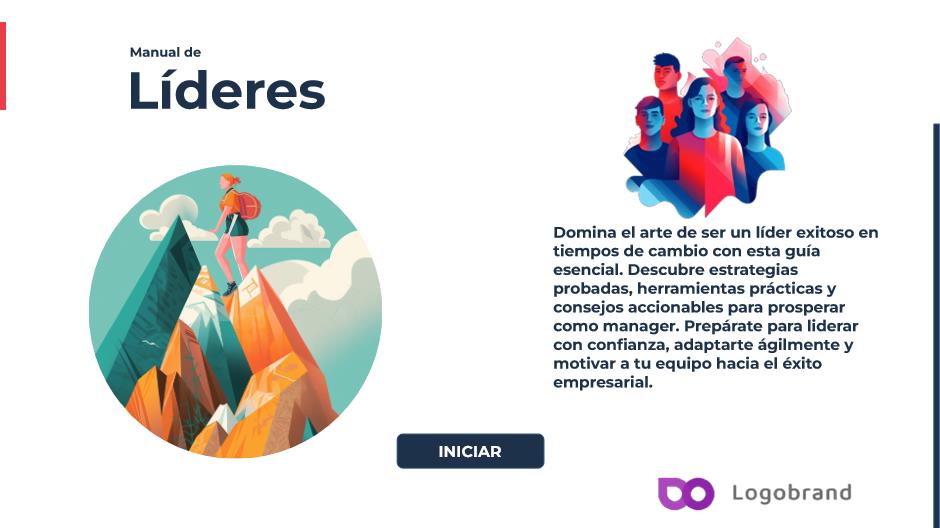 Manual de
Líderes
Domina el arte de ser un líder exitoso en
tiempos de cambio con esta guía
esencial. Descubre estrategias
probadas, herramientas prácticas y
consejos accionables para prosperar
como manager. Prepárate para liderar
con confianza, adaptarte ágilmente y
motivar a tu equipo hacia el éxito
empresarial.
INICIAR
Logobrand